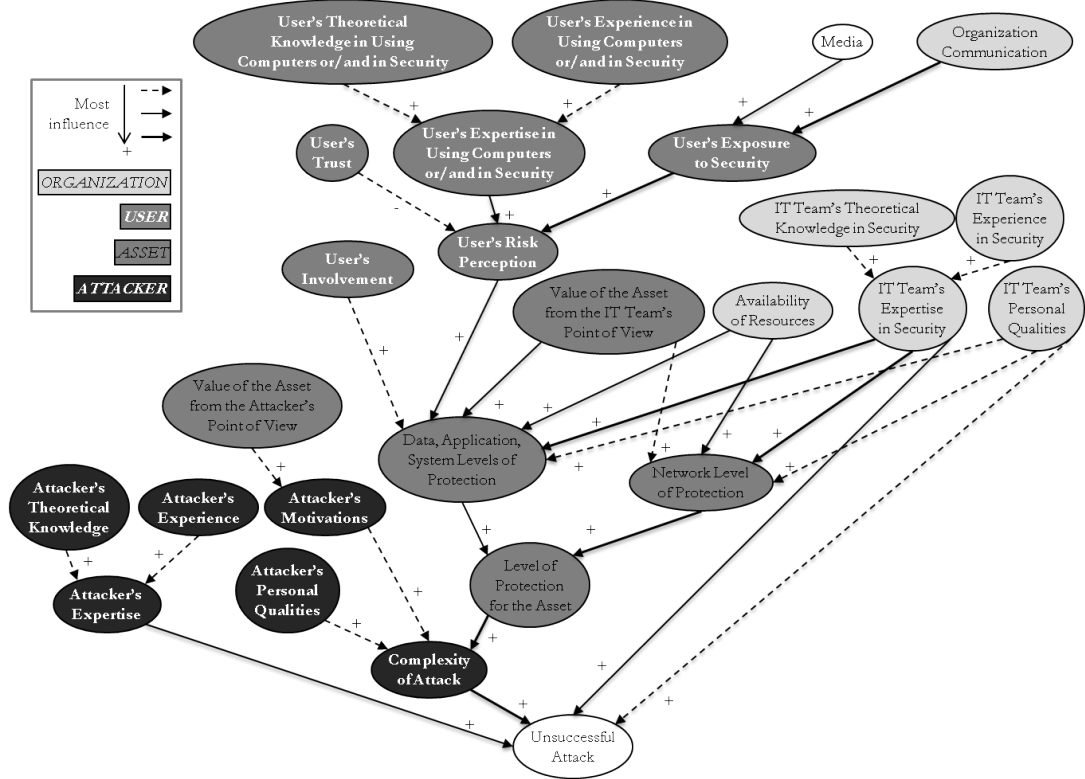 User's Theoretical
Knowledge in Using
Computers or/and in Security
User's Experience in
Using Computers
or/and in Security
Media
Organization
Communication
Most
influence
+
ORGANIZATION
USER
ASSET
ATTACKER
+
+
+
+
User's
Trust
User's Expertise in
Using Computers
or/and in Security
User's Exposure
to Security
-
+
+
IT Team's Theoretical
Knowledge in Security
IT Team's
Experience
in Security
+
+
User's
Involvement
User's Risk
Perception
Value of the Asset
from the IT Team's
Point of View
Availability
of Resources
IT Team's
Expertise
in Security
IT Team's
Personal
Qualities
+
+
Value of the Asset
from the Attacker's
Point of View
+
+
+
+
+
+
+
+
+
Data, Application,
System Levels of
Protection
Network Level
of Protection
+
Attacker's
Theoretical
Knowledge
Attacker's
Experience
Attacker's
Motivations
+
+
+
+
Attacker's
Expertise
Attacker's
Personal
Qualities
+
Level of
Protection
for the Asset
+
+
Complexity
of Attack
+
+
+
+
Unsuccessful
Attack